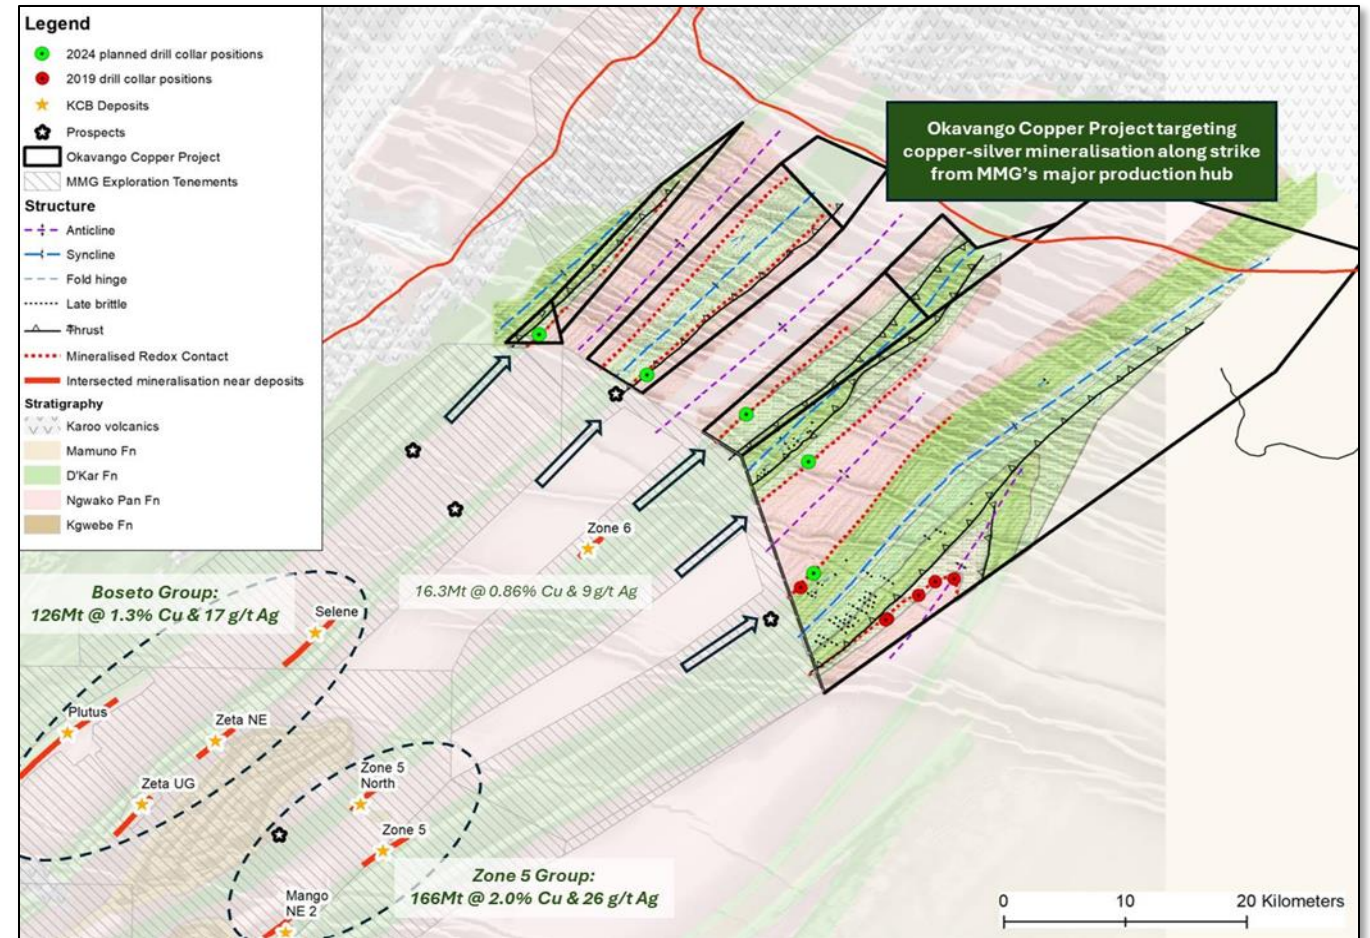 Legend
2024 planned drill collar positions
2019 drill collar positions
KCB Deposits
Prospects
Okavango Copper Project
MMG Exploration Tenements
Structure
Anticline
Syncline
Fold hinge
Late brittle
Thrust
Mineralised Redox Contact
Intersected mineralisation near deposits
Stratigraphy
Karoo volcanics
Mamuno Fn
D'Kar Fn
Ngwako Pan Fn
Kgwebe Fn
Okavango Copper Project targeting
copper-silver mineralisation along strike
from MMG's major production hub
Zone 6
16.3Mt @ 0.86% Cu & 9 g/t Ag
Boseto Group:
126Mt @ 1.3% Cu & 17 g/t Ag
Selene
Plutus
Zeta NE
Zeta UG
Zone 5
North
Zone 5
Mango
NE 2
Zone 5 Group:
166Mt @ 2.0% Cu & 26 g/t Ag
0 10 20 Kilometers